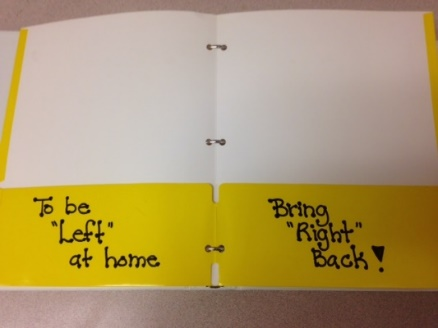 To be
"Left"
at home
Bring
"Right"
Back!